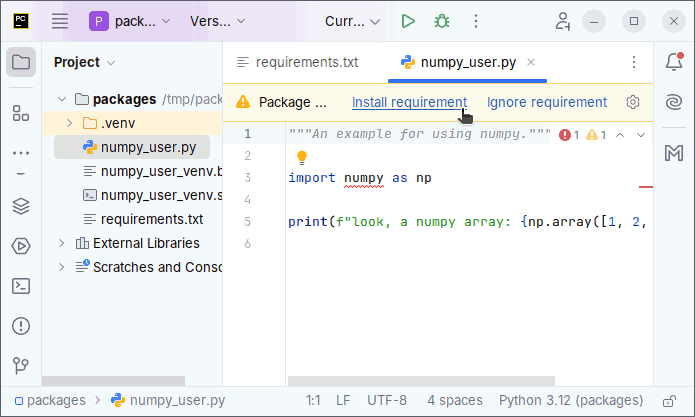 PC
P pack... Vers... Curr...
Project
requirements.txt
numpy_user.py
Package ... Install requirement Ignore requirement
packages /tmp/pack
.venv
numpy_user.py
numpy_user_venv.b
numpy_user_venv.s
requirements.txt
External Libraries
Scratches and Consc
1 """An example for using numpy.""" 1 1
2
3 import numpy as np
4
5 print(f"look, a numpy array: {np.array([1, 2,
6
packages > numpy_user.py 1:1 LF UTF-8 4 spaces Python 3.12 (packages)